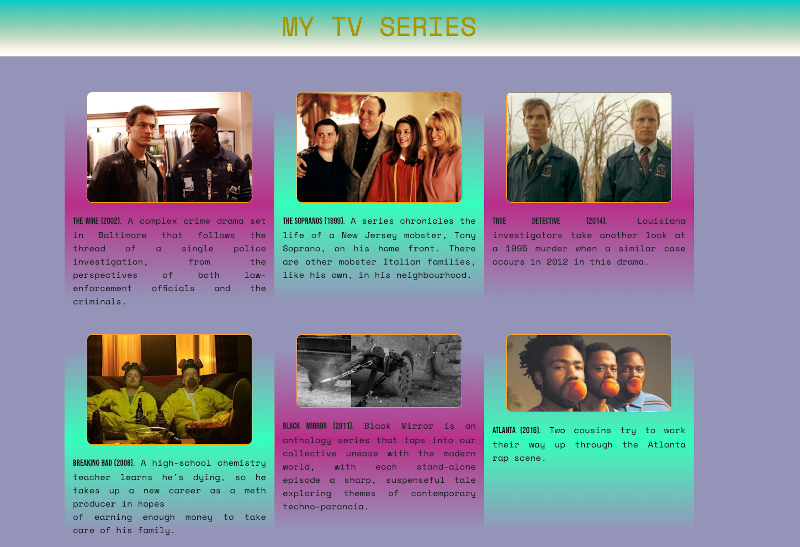 MY TV SERIES
THE WIRE (2002). A complex crime drama set
in Baltimore that follows the
thread of a single police
investigation, from the
perspectives of both law-
enforcement officials and the
criminals.
THE SOPRANOS (1999). A series chronicles the
life of a New Jersey mobster, Tony
Soprano, on his home front. There
are other mobster Italian families,
like his own, in his neighbourhood.
TRUE DETECTIVE (2014). Louisiana
investigators take another look at
a 1995 murder when a similar case
occurs in 2012 in this drama.
BREAKING BAD (2008). A high-school chemistry
teacher learns he's dying, so he
takes up a new career as a meth
producer in hopes
of earning enough money to take
care of his family.
BLACK MIRROR (2011). Black Mirror is an
anthology series that taps into our
collective unease with the modern
world, with each stand-alone
episode a sharp, suspenseful tale
exploring themes of contemporary
techno-paranoia.
ATLANTA (2016). Two cousins try to work
their way up through the Atlanta
rap scene.